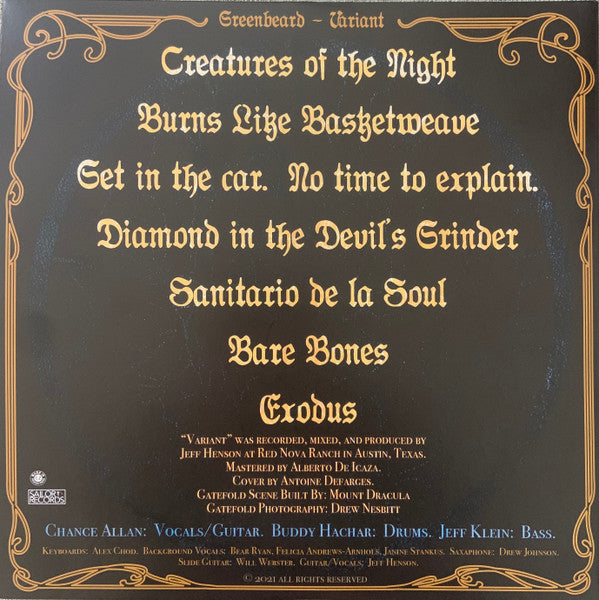 Greenbeard – Variant
Creatures of the Night
Burns Like Basketweave
Get in the car. No time to explain.
Diamond in the Devil's Grinder
Sanitario de la Soul
Bare Bones
Exodus
"Variant" was recorded, mixed, and produced by
Jeff Henson at Red Nova Ranch in Austin, Texas.
Mastered by Alberto De Icaza.
Cover by Antoine Defarges.
Gatefold Scene Built By: Mount Dracula
Gatefold Photography: Drew Nesbitt
SAILOR
RECORDS
Chance Allan: Vocals/Guitar. Buddy Hachar: Drums. Jeff Klein: Bass.
Keyboards: Alex Chod. Background Vocals: Bear Ryan, Felicia Andrews-Arnhols, Janine Stankus. Saxaphone: Drew Johnson.
Slide Guitar: Will Webster. Guitar/Vocals: Jeff Henson.
© 2021 ALL RIGHTS RESERVED